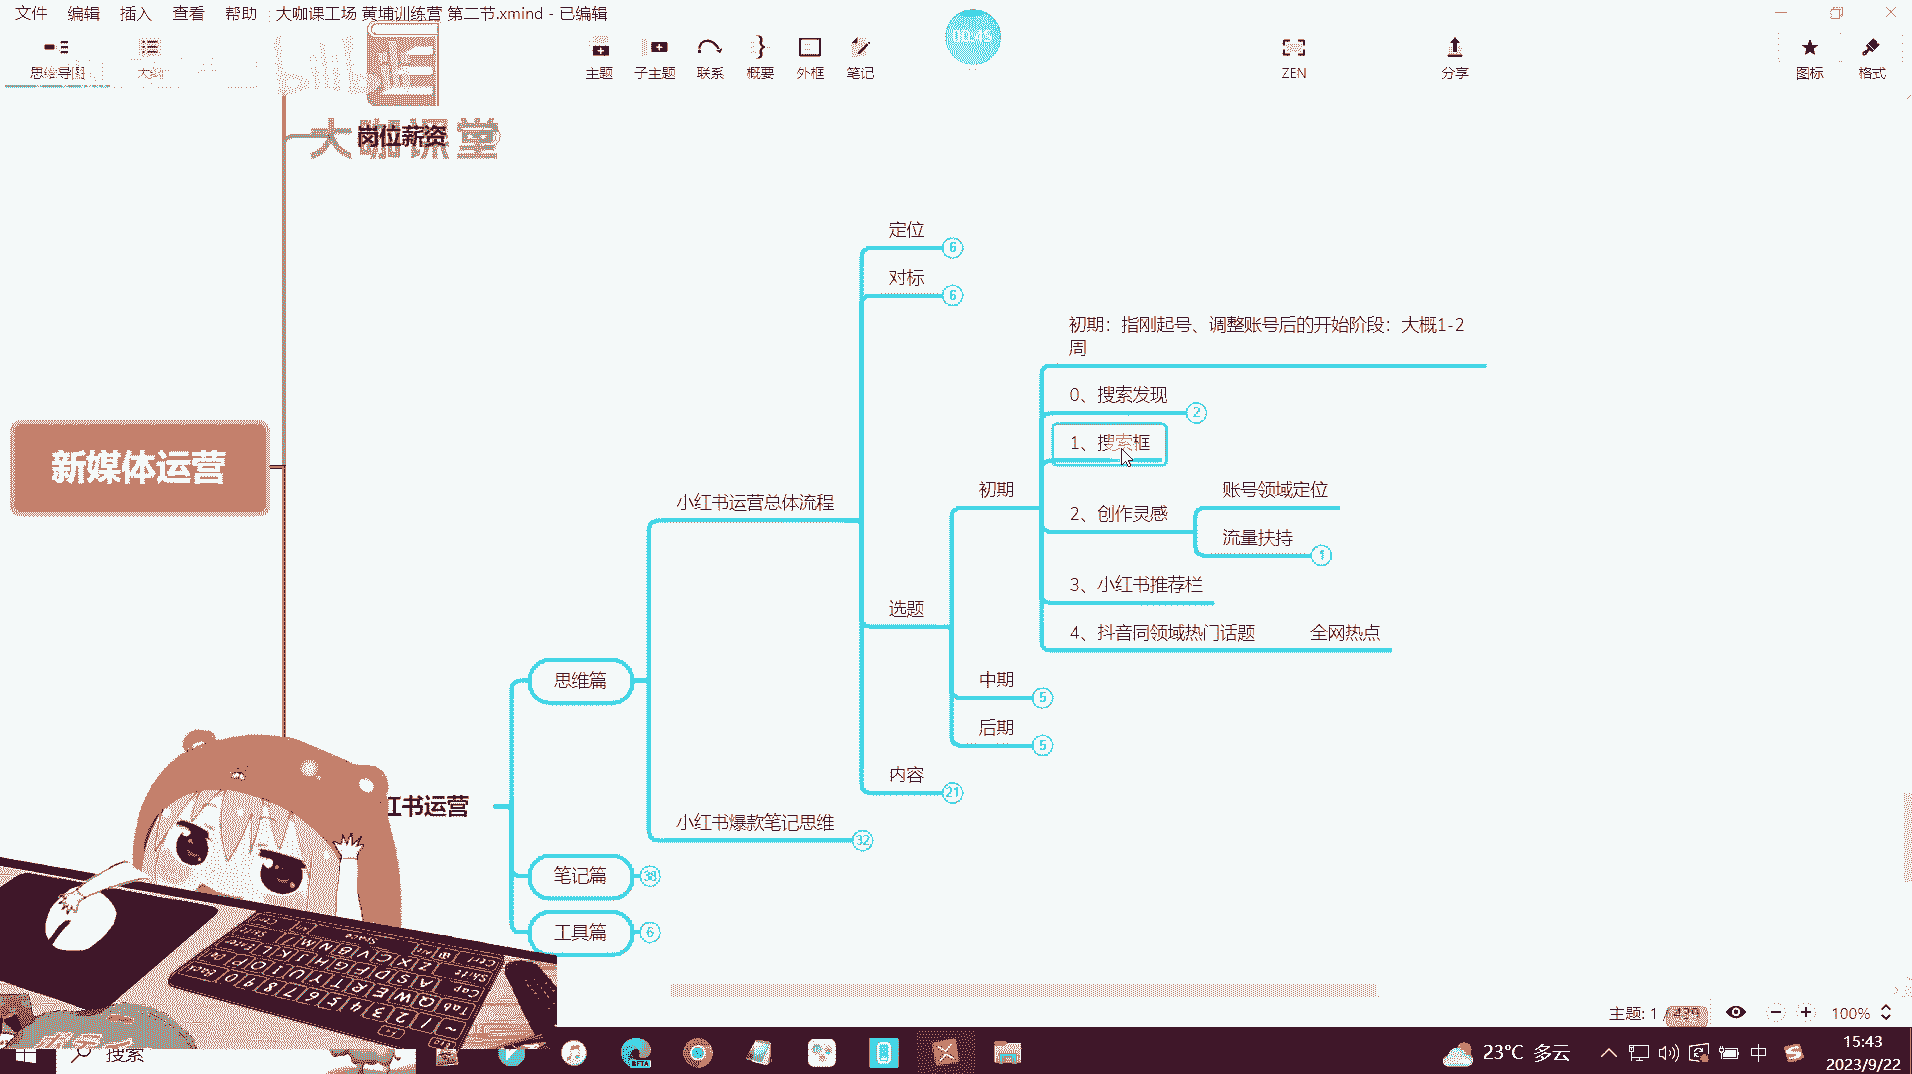 文件 编辑 插入 查看 帮助 大咖课工场 黄埔训练营 第二节.xmind - 已编辑
00:45
思维导图
主题 子主题 联系 概要 外框 笔记
ZEN
分享
图标 格式
bilibili
大咖课堂
岗位薪资
定位
6
对标
6
初期：指刚起号、调整账号后的开始阶段：大概1-2
周
0、搜索发现
2
1、搜索框
新媒体运营
初期
账号领域定位
小红书运营总体流程
2、创作灵感
流量扶持
1
3、小红书推荐栏
选题
4、抖音同领域热门话题 全网热点
思维篇
中期
5
后期
5
内容
21
红书运营
小红书爆款笔记思维
32
笔记篇
38
工具篇
6
主题: 1 / 439
100%
搜索
23°C 多云
中
15:43
2023/9/22